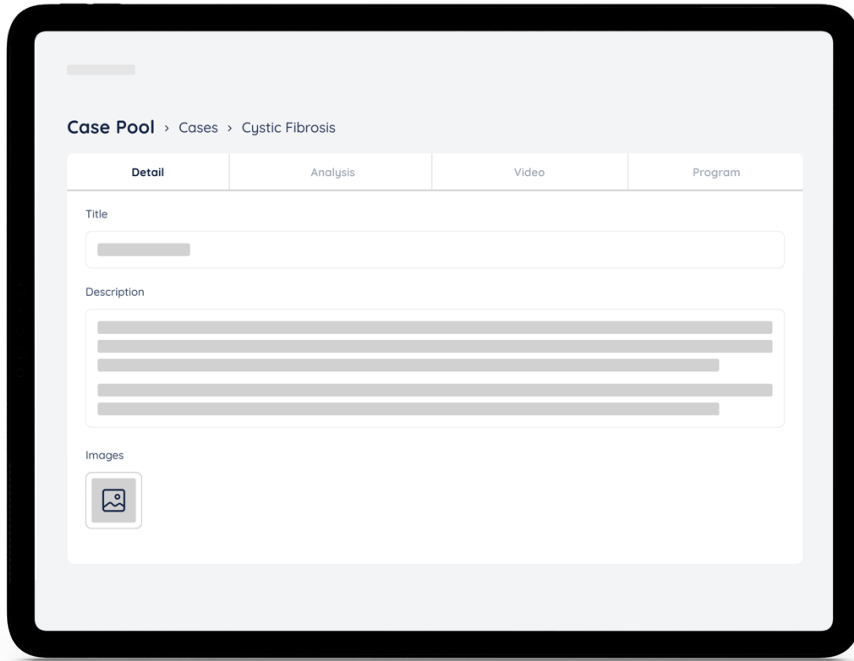 Case Pool › Cases › Cystic Fibrosis
Detail Analysis Video Program
Title
Description
Images